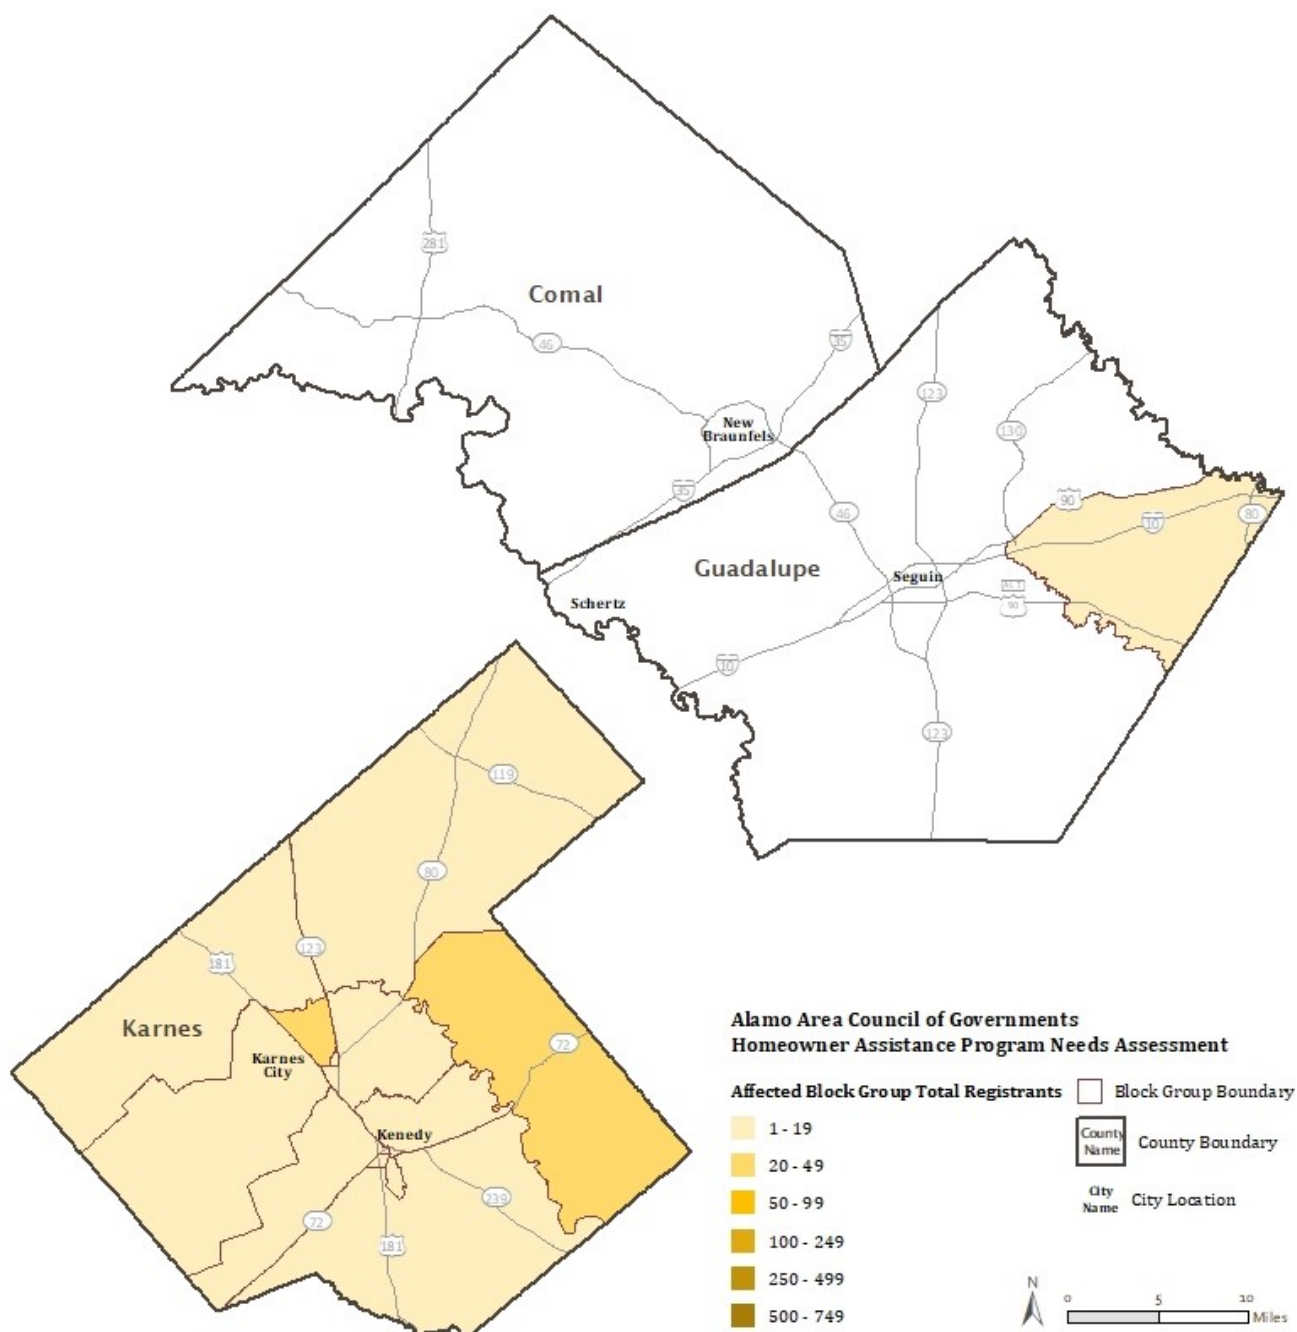 281
Comal
46
35
123
New
Braunfels
130
35
90
46
10
80
Guadalupe
Seguin
ALT
90
Schertz
10
123
119
80
123
181
Karnes
72
Karnes
City
Kenedy
239
72
181
Alamo Area Council of Governments
Homeowner Assistance Program Needs Assessment
Affected Block Group Total Registrants
1 - 19
20 - 49
50 - 99
100 - 249
250 - 499
500 - 749
Block Group Boundary
County
Name
County Boundary
City
Name
City Location
N
0 5 10
Miles